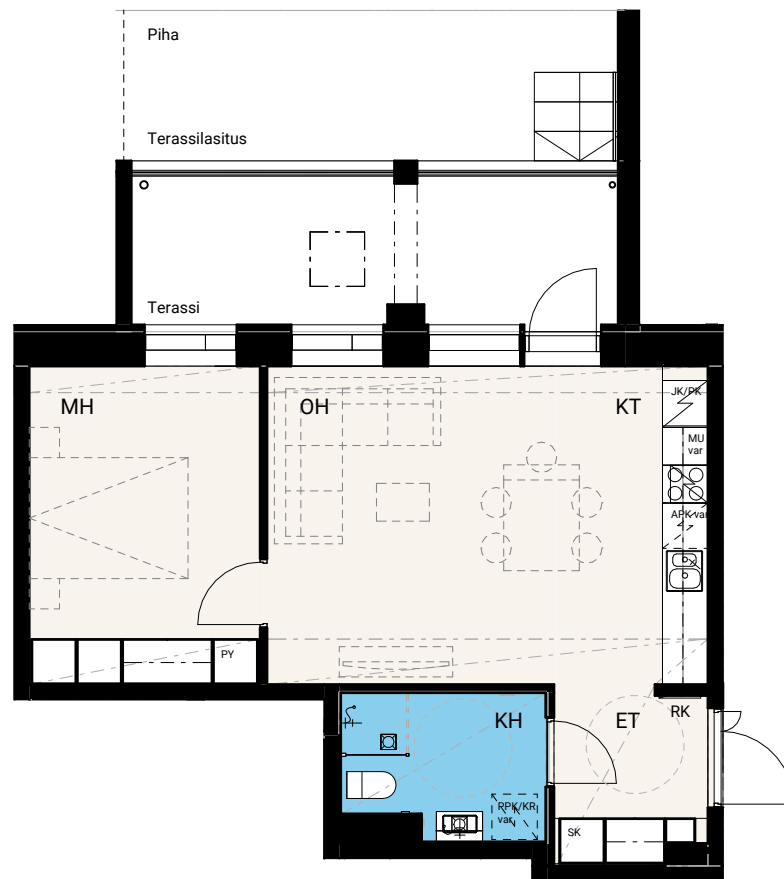 Piha
Terassilasitus
Terassi
MH
OH
KT
JK/PK
MU
var
APK var
PY
KH
ET
RK
PPK/KR
var
SK